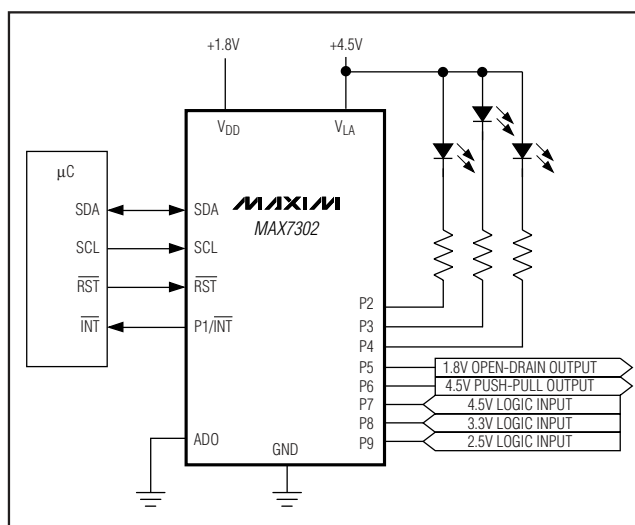 +1.8V
+4.5V
VDD
VLA
μC
SDA
SDA
MAXIM
MAX7302
SCL
SCL
RST
RST
P2
INT
P1/INT
P3
P4
P5
1.8V OPEN-DRAIN OUTPUT
P6
4.5V PUSH-PULL OUTPUT
P7
4.5V LOGIC INPUT
P8
3.3V LOGIC INPUT
ADO
GND
P9
2.5V LOGIC INPUT